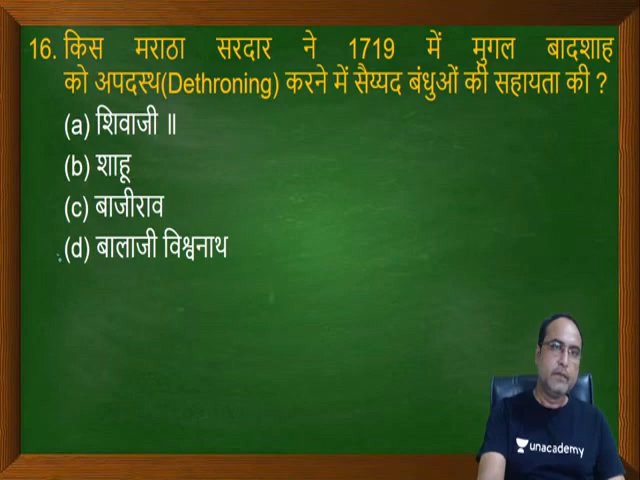 16. किस मराठा सरदार ने 1719 में मुगल बादशाह
को अपदस्थ(Dethroning) करने में सैय्यद बंधुओं की सहायता की ?
(a) शिवाजी II
(b) शाहू
(c) बाजीराव
(d) बालाजी विश्वनाथ
unacademy